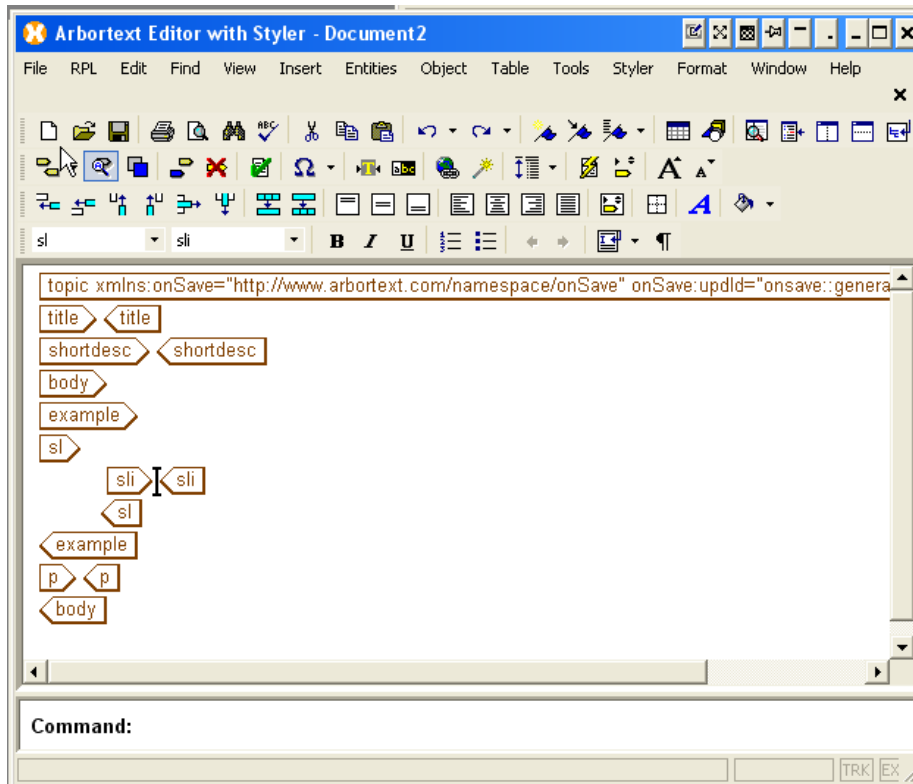 Arbortext Editor with Styler - Document2
File RPL Edit Find View Insert Entities Object Table Tools Styler Format Window Help
ABC
sl sli B I U
topic xmlns:onSave="http://www.arbortext.com/namespace/onSave" onSave:updId="onsave::genera
title title
shortdesc shortdesc
body
example
sl
sli sli
sl
example
p p
body
Command:
TRK EX